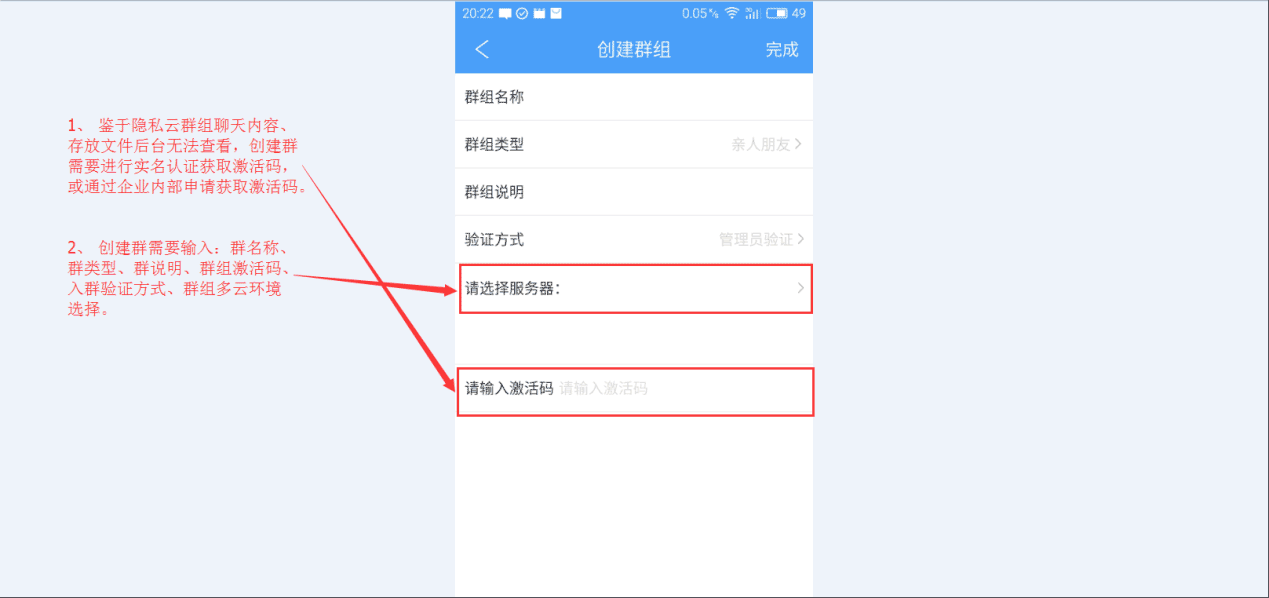 20:22 0.05 K/s 49
创建群组 完成
群组名称
1、 鉴于隐私云群组聊天内容、
存放文件后台无法查看，创建群
需要进行实名认证获取激活码，
或通过企业内部申请获取激活码。
群组类型 亲人朋友
群组说明
2、 创建群需要输入：群名称、
群类型、群说明、群组激活码、
入群验证方式、群组多云环境
选择。
验证方式 管理员验证
请选择服务器：
请输入激活码 请输入激活码